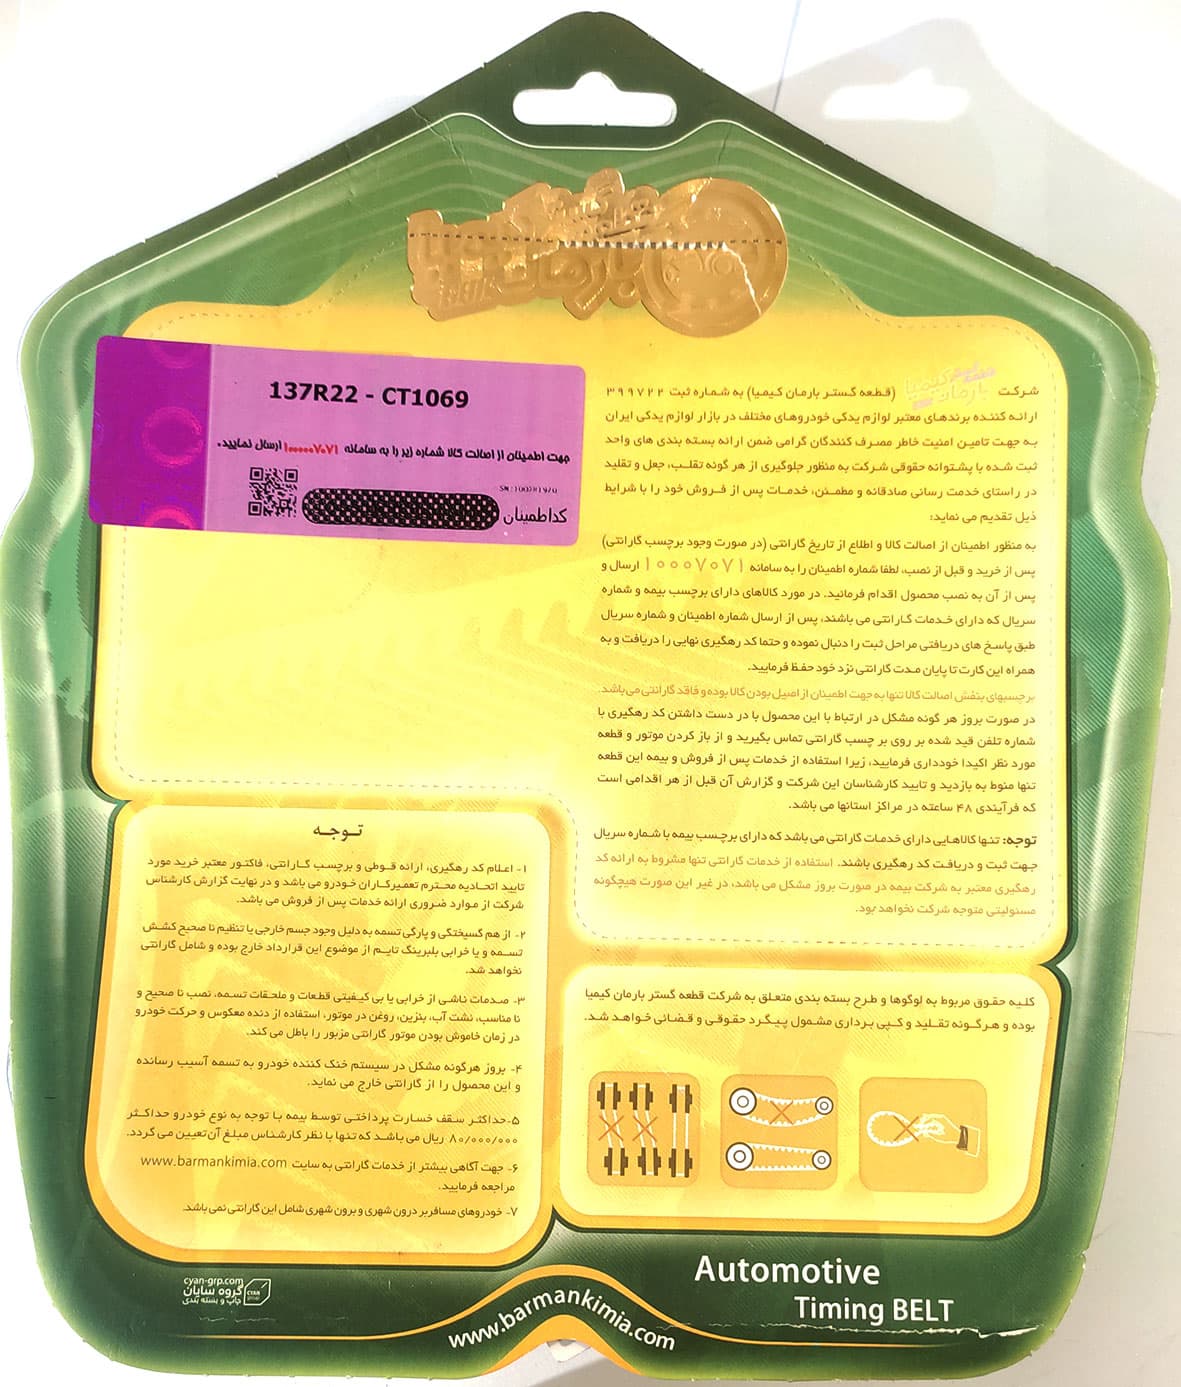 137R22 - CT1069
جهت اطمینان از اصالت کالا شماره زیر را به سامانه ۱۰۰۰۰۰۷۰۷۱ ارسال نمایید.
کد اطمینان
شرکت بارمان کیمیا (قطعه گستر بارمان کیمیا) به شماره ثبت ۳۹۹۷۲۲
ارائه کننده برندهای معتبر لوازم یدکی خودروهای مختلف در بازار لوازم یدکی ایران
به جهت تامین امنیت خاطر مصرف کنندگان گرامی ضمن ارائه بسته بندی های واحد
ثبت شده با پشتوانه حقوقی شرکت به منظور جلوگیری از هر گونه تقلب، جعل و تقلید
در راستای خدمت رسانی صادقانه و مطمئن، خدمات پس از فروش خود را با شرایط
ذیل تقدیم می نماید:
به منظور اطمینان از اصالت کالا و اطلاع از تاریخ گارانتی (در صورت وجود برچسب گارانتی)
پس از خرید و قبل از نصب، لطفا شماره اطمینان را به سامانه ۱۰۰۰۷۰۷۱ ارسال و
پس از آن به نصب محصول اقدام فرمائید. در مورد کالاهای دارای برچسب بیمه و شماره
سریال که دارای خدمات گارانتی می باشند، پس از ارسال شماره اطمینان و شماره سریال
طبق پاسخ های دریافتی مراحل ثبت را دنبال نموده و حتما کد رهگیری نهایی را دریافت و به
همراه این کارت تا پایان مدت گارانتی نزد خود حفظ فرمایید.
برچسبهای بنفش اصالت کالا تنها به جهت اطمینان از اصیل بودن کالا بوده و فاقد گارانتی می باشد.
در صورت بروز هر گونه مشکل در ارتباط با این محصول با در دست داشتن کد رهگیری با
شماره تلفن قید شده بر روی بر چسب گارانتی تماس بگیرید و از باز کردن موتور و قطعه
مورد نظر اکیدا خودداری فرمایید، زیرا استفاده از خدمات پس از فروش و بیمه این قطعه
تنها منوط به بازدید و تایید کارشناسان این شرکت و گزارش آن قبل از هر اقدامی است
که فرآیندی ۴۸ ساعته در مراکز استانها می باشد.
توجه: تنها کالاهایی دارای خدمات گارانتی می باشد که دارای برچسب بیمه با شماره سریال
جهت ثبت و دریافت کد رهگیری باشند. استفاده از خدمات گارانتی تنها مشروط به ارائه کد
رهگیری معتبر به شرکت بیمه در صورت بروز مشکل می باشد، در غیر این صورت هیچگونه
مسئولیتی متوجه شرکت نخواهد بود.
توجه
۱- اعلام کد رهگیری، ارائه قوطی و برچسب گارانتی، فاکتور معتبر خرید مورد
تایید اتحادیه محترم تعمیرکاران خودرو می باشد و در نهایت گزارش کارشناس
شرکت از موارد ضروری ارائه خدمات پس از فروش می باشد.
۲- از هم گسیختگی و پارگی تسمه به دلیل وجود جسم خارجی یا تنظیم نا صحیح کشش
تسمه و یا خرابی بلبرینگ تایم از موضوع این قرارداد خارج بوده و شامل گارانتی
نخواهد شد.
۳- صدمات ناشی از خرابی یا بی کیفیتی قطعات و ملحقات تسمه، نصب نا صحیح و
نا مناسب، نشت آب، بنزین، روغن در موتور، استفاده از دنده معکوس و حرکت خودرو
در زمان خاموش بودن موتور گارانتی مزبور را باطل می کند.
۴- بروز هرگونه مشکل در سیستم خنک کننده خودرو به تسمه آسیب رسانده
و این محصول را از گارانتی خارج می نماید.
۵-حداکثر سقف خسارت پرداختی توسط بیمه با توجه به نوع خودرو حداکثر
۸۰/۰۰۰/۰۰۰ ریال می باشد که تنها با نظر کارشناس مبلغ آن تعیین می گردد.
۶- جهت آگاهی بیشتر از خدمات گارانتی به سایت www.barmankimia.com
مراجعه فرمایید.
۷- خودروهای مسافربر درون شهری و برون شهری شامل این گارانتی نمی باشد.
کلیه حقوق مربوط به لوگوها و طرح بسته بندی متعلق به شرکت قطعه گستر بارمان کیمیا
بوده و هرگونه تقلید و کپی برداری مشمول پیگرد حقوقی و قضائی خواهد شد.
Automotive
Timing BELT
www.barmankimia.com
cyan-grp.com
گروه سایان
چاپ و بسته بندی